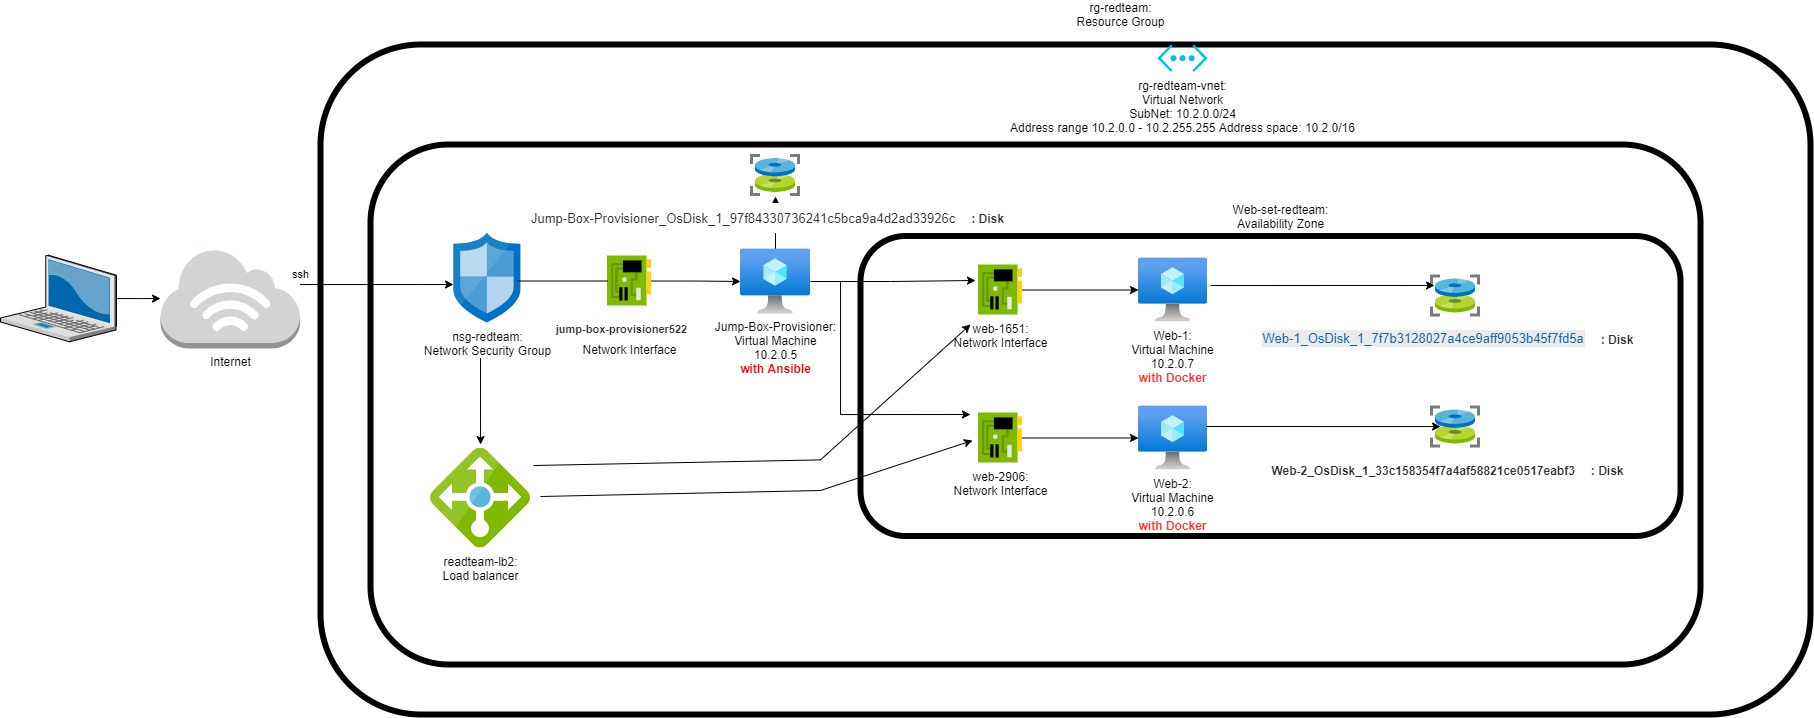 rg-redteam:
Resource Group
rg-redteam-vnet:
Virtual Network
SubNet: 10.2.0.0/24
Address range 10.2.0.0 - 10.2.255.255 Address space: 10.2.0/16
Jump-Box-Provisioner_OsDisk_1_97f84330736241c5bca9a4d2ad33926c : Disk
Web-set-redteam:
Availability Zone
ssh
Internet
nsg-redteam:
Network Security Group
jump-box-provisioner522
Network Interface
Jump-Box-Provisioner:
Virtual Machine
10.2.0.5
with Ansible
web-1651:
Network Interface
Web-1:
Virtual Machine
10.2.0.7
with Docker
Web-1_OsDisk_1_7f7b3128027a4ce9aff9053b45f7fd5a : Disk
web-2906:
Network Interface
Web-2:
Virtual Machine
10.2.0.6
with Docker
Web-2_OsDisk_1_33c158354f7a4af58821ce0517eabf3 : Disk
readteam-lb2:
Load balancer